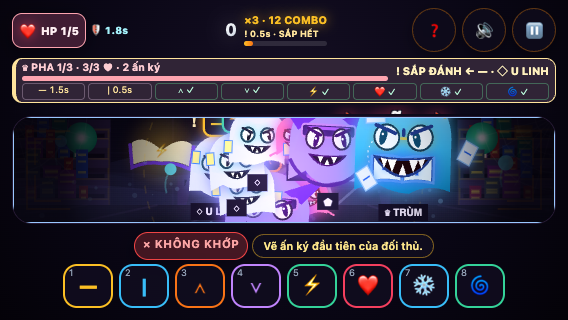 HP 1/5
1.8s
0
×3 · 12 COMBO
! 0.5s · SẮP HẾT
?
PHA 1/3 · 3/3 · 2 ấn ký
! SẮP ĐÁNH ← — · ◇ U LINH
— 1.5s
| 0.5s
∧ ✓
∨ ✓
⚡ ✓
❤️ ✓
❄️ ✓
🌀 ✓
TRÙM
× KHÔNG KHỚP
Vẽ ấn ký đầu tiên của đối thủ.
1
2
3
4
5
6
7
8